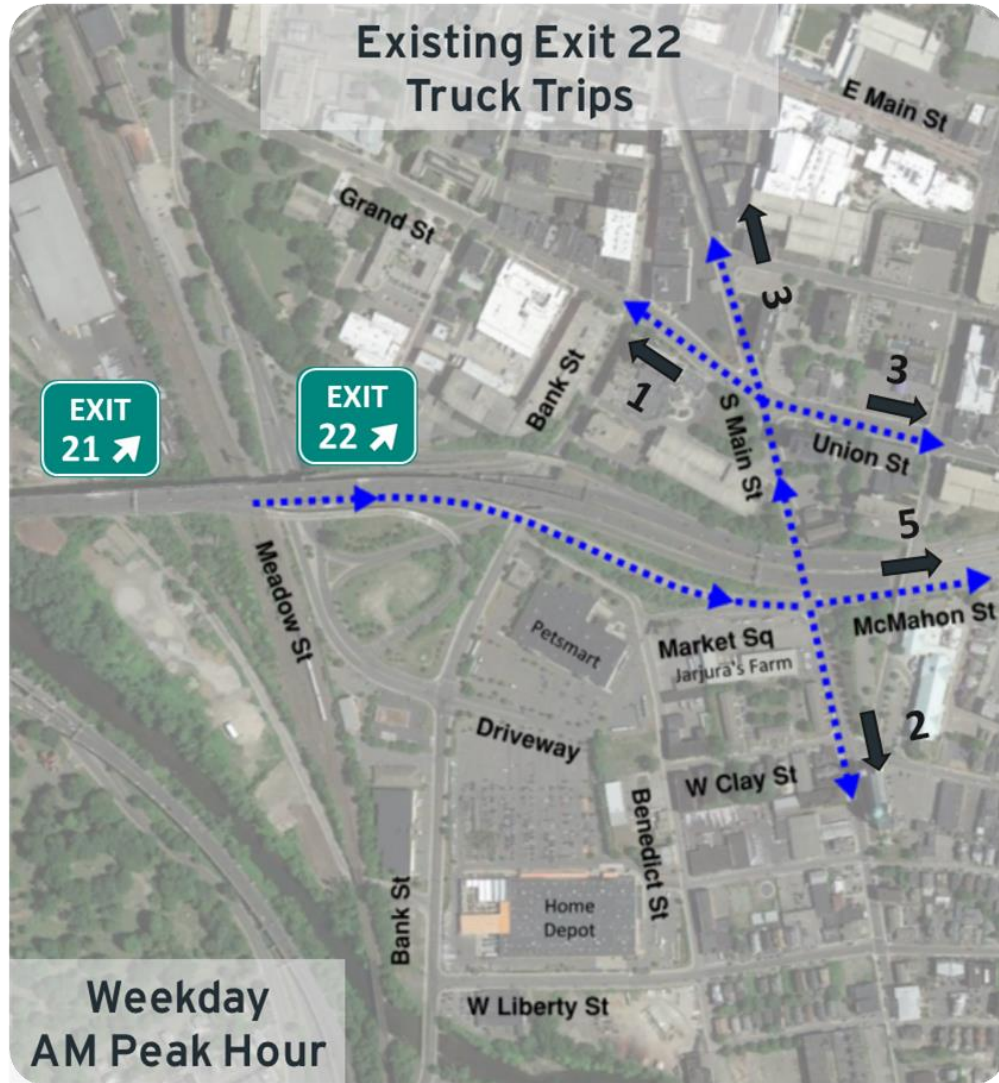 Existing Exit 22
Truck Trips
E Main St
Grand St
3
Bank St
1
S Main St
3
Union St
EXIT
21
EXIT
22
5
Meadow St
McMahon St
Petsmart
Market Sq
Jarjura's Farm
2
Driveway
W Clay St
Benedict St
Bank St
Home
Depot
W Liberty St
Weekday
AM Peak Hour